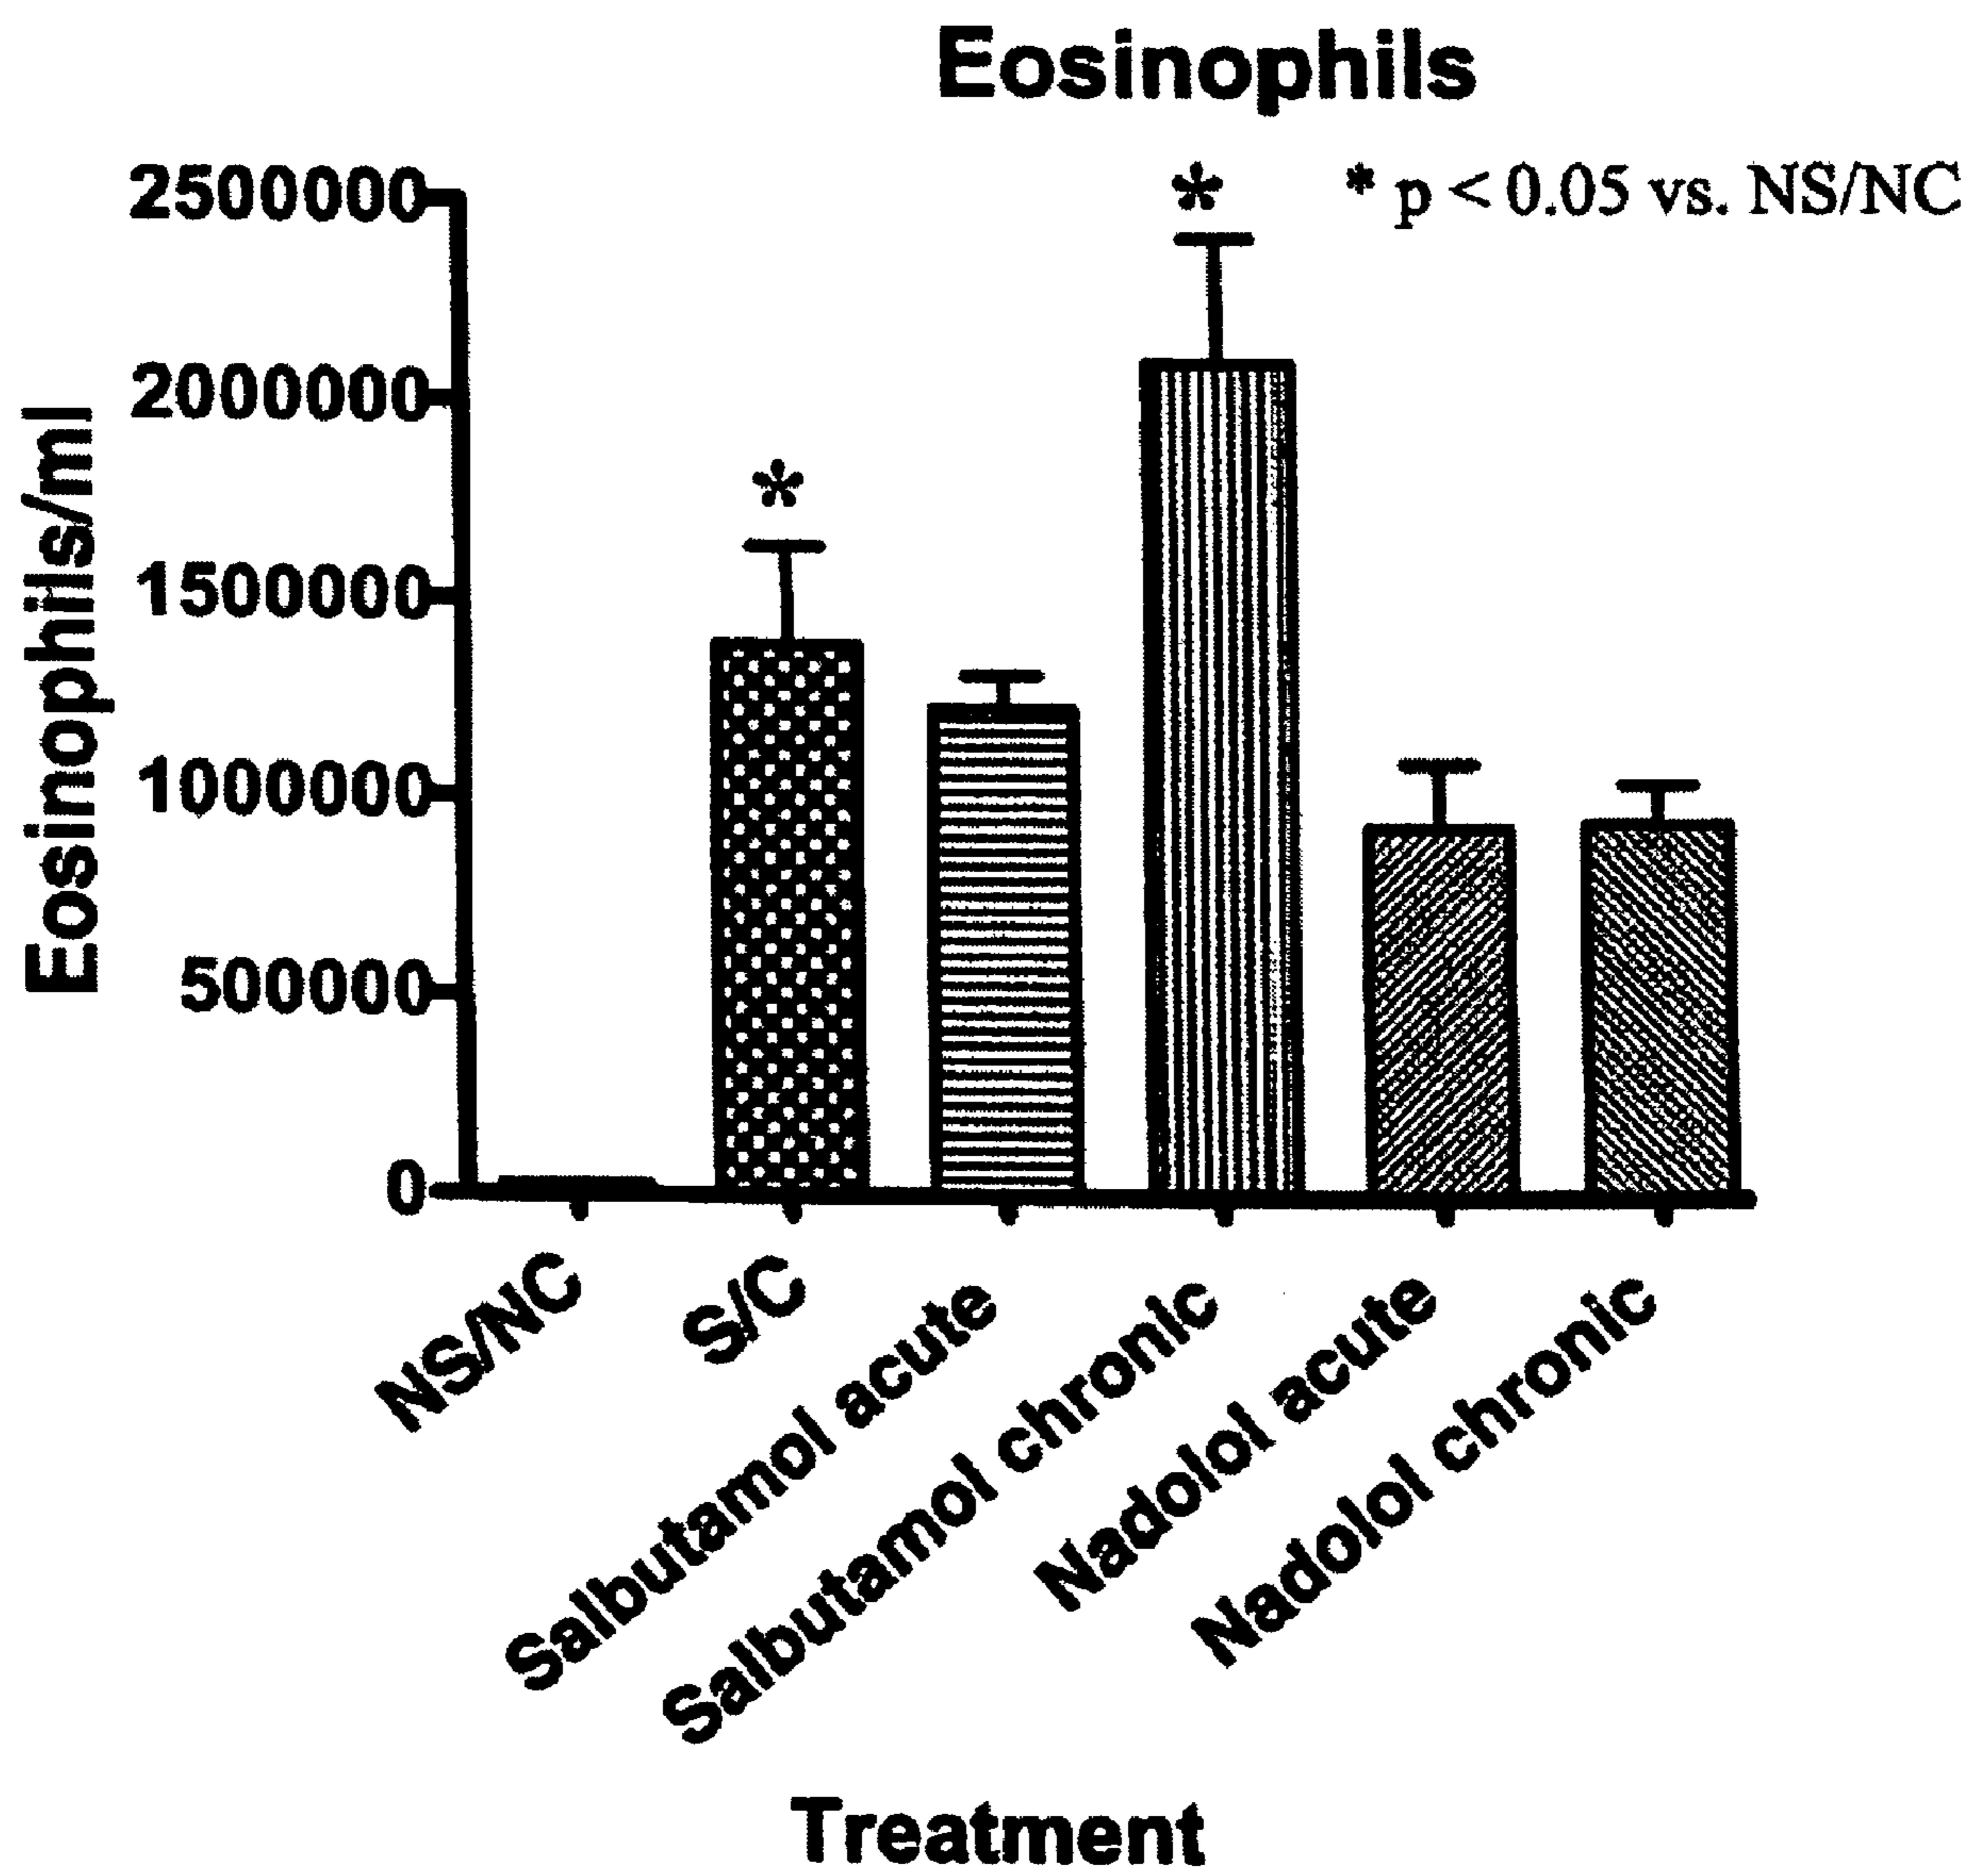 Eosinophils
* * p < 0.05 vs. NS/NC
*
2500000
2000000
1500000
1000000
500000
0
Eosinophils/ml
NS/NC
S/C
Salbutamol acute
Salbutamol chronic
Nadolol acute
Nadolol chronic
Treatment